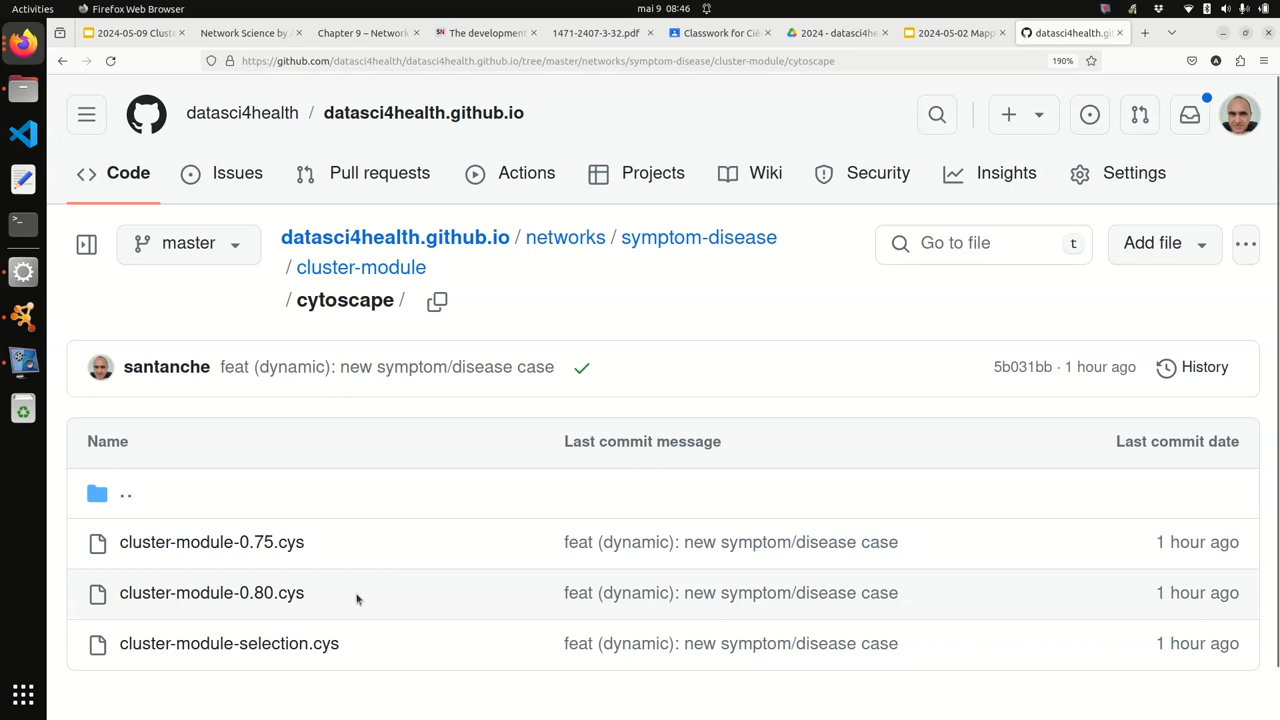 Activities
Firefox Web Browser
mai 9 08:46
2024-05-09 Clust
Network Science by
Chapter 9 – Network
SN The development
1471-2407-3-32.pdf
Classwork for Ciê
2024 - datasci4he
2024-05-02 Mapp
datasci4health.gi
https://github.com/datasci4health/datasci4health.github.io/tree/master/networks/symptom-disease/cluster-module/cytoscape
190%
datasci4health / datasci4health.github.io
Code
Issues
Pull requests
Actions
Projects
Wiki
Security
Insights
Settings
master
datasci4health.github.io / networks / symptom-disease
/ cluster-module
/ cytoscape /
Go to file t
Add file
santanche feat (dynamic): new symptom/disease case
5b031bb · 1 hour ago
History
Name Last commit message Last commit date
..
cluster-module-0.75.cys feat (dynamic): new symptom/disease case 1 hour ago
cluster-module-0.80.cys feat (dynamic): new symptom/disease case 1 hour ago
cluster-module-selection.cys feat (dynamic): new symptom/disease case 1 hour ago